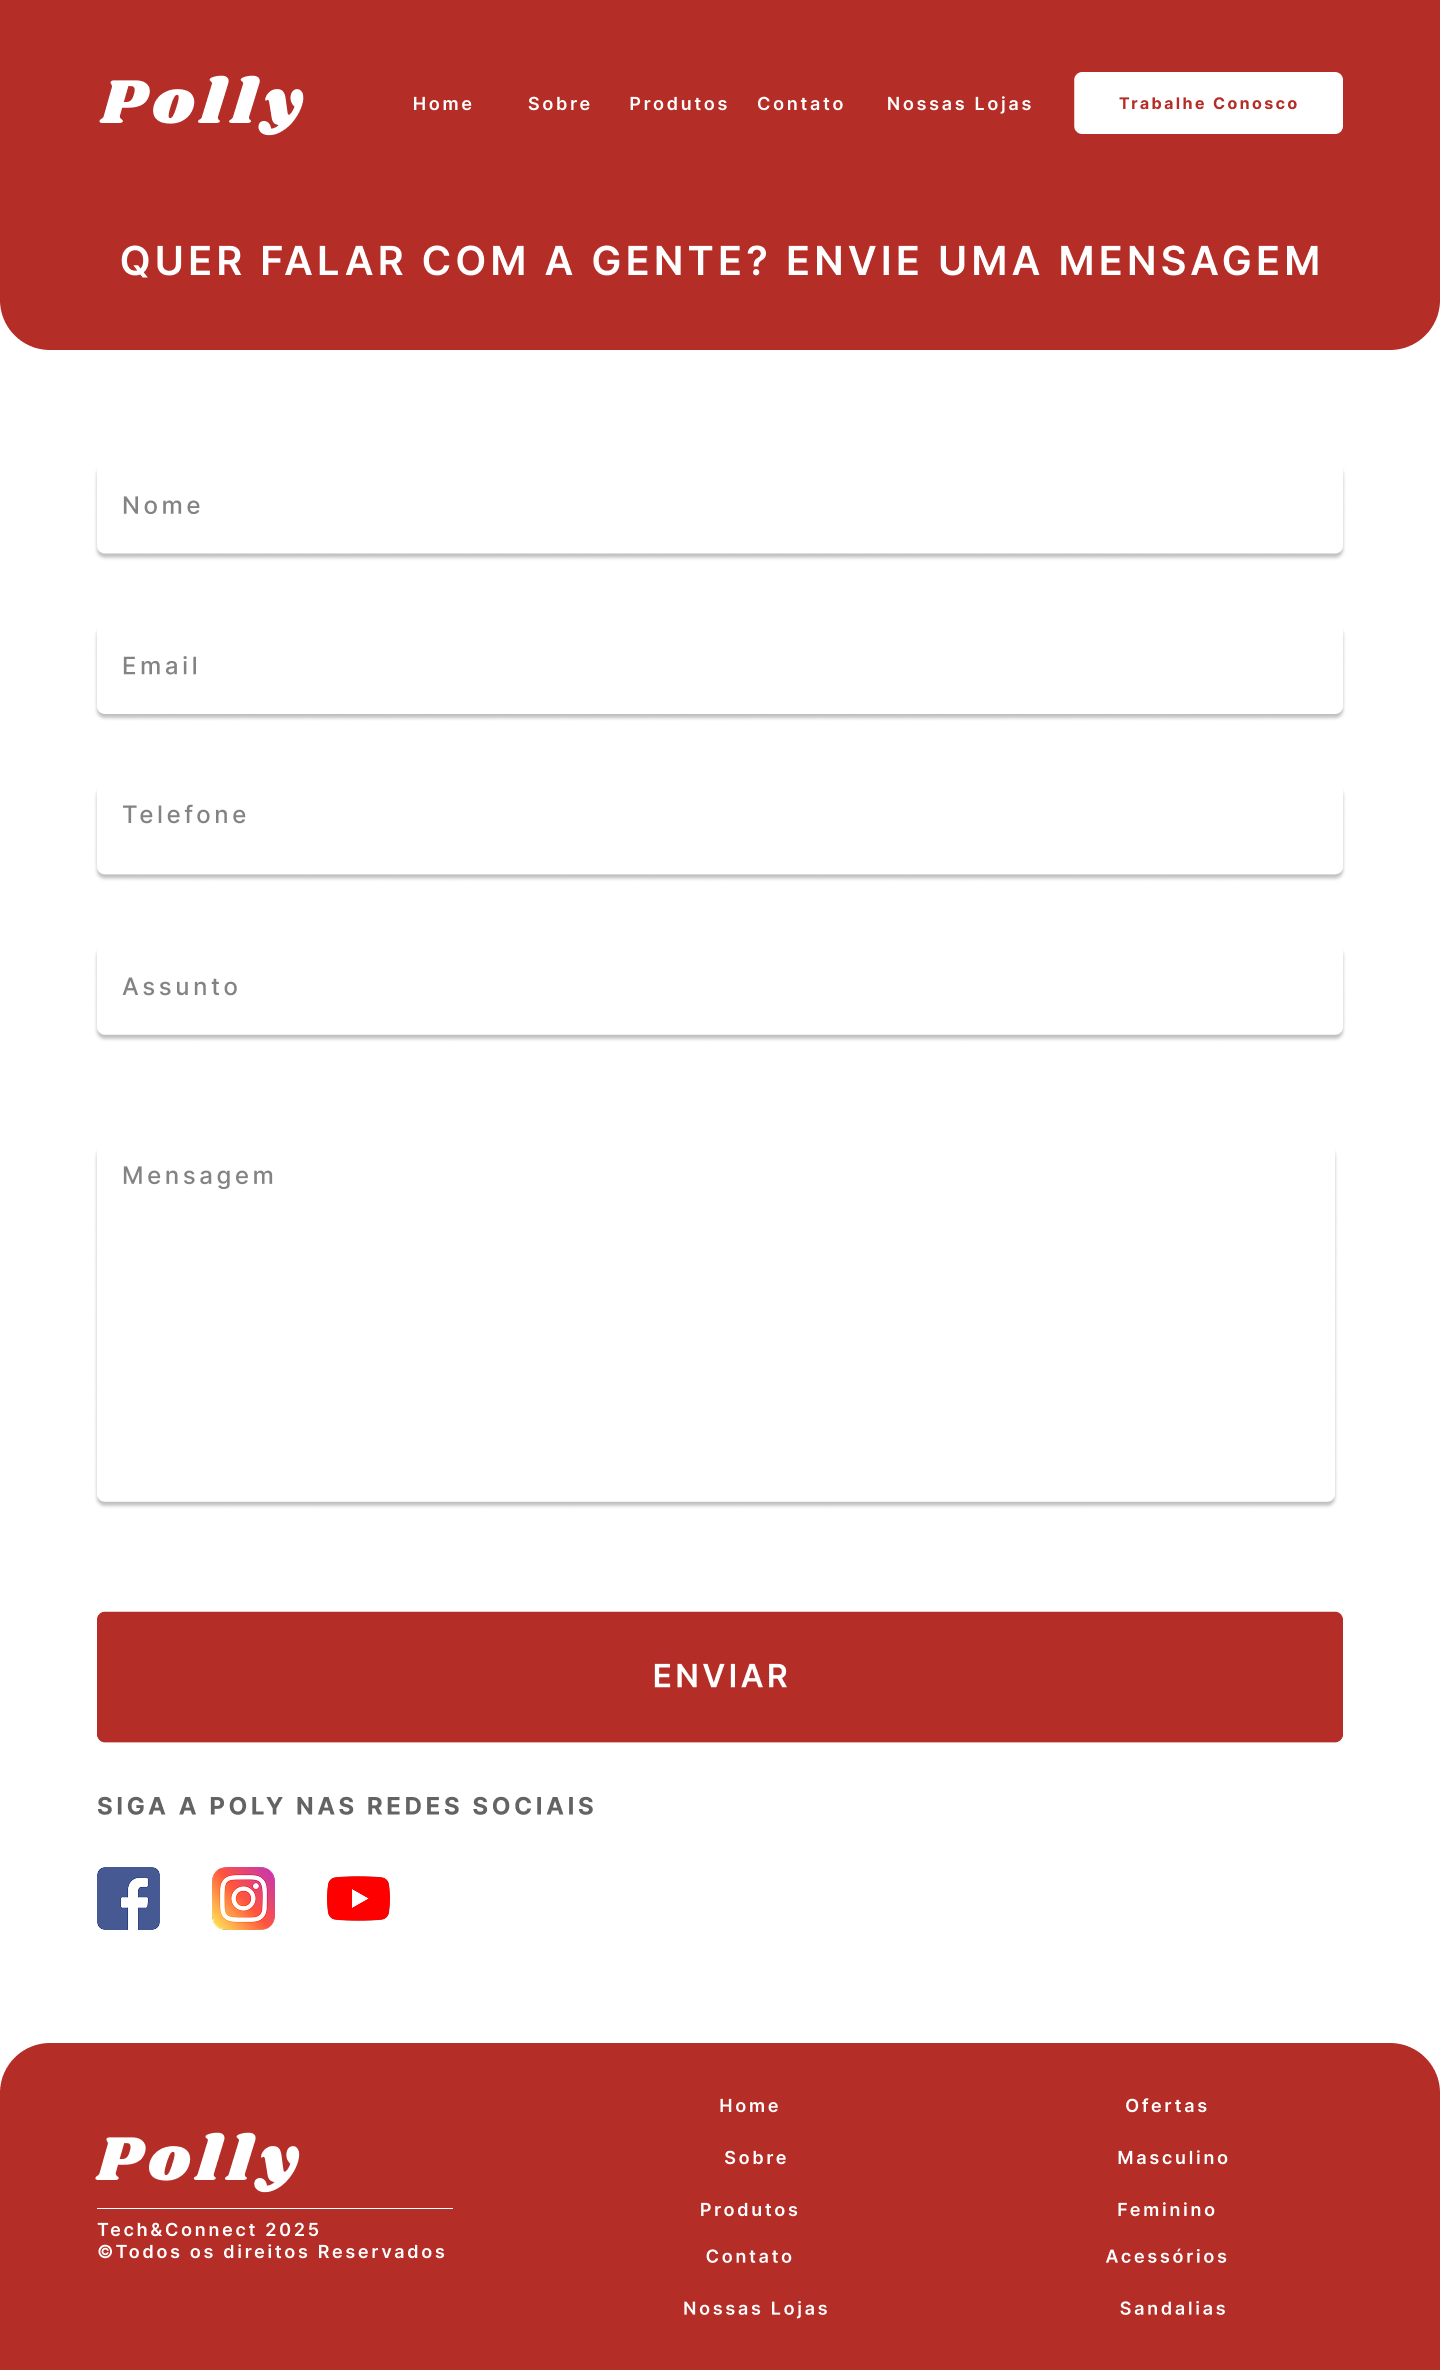 Polly
Home Sobre Produtos Contato Nossas Lojas Trabalhe Conosco
QUER FALAR COM A GENTE? ENVIE UMA MENSAGEM
Nome
Email
Telefone
Assunto
Mensagem
ENVIAR
SIGA A POLY NAS REDES SOCIAIS
Polly
Tech&Connect 2025
©Todos os direitos Reservados
Home
Sobre
Produtos
Contato
Nossas Lojas
Ofertas
Masculino
Feminino
Acessórios
Sandalias